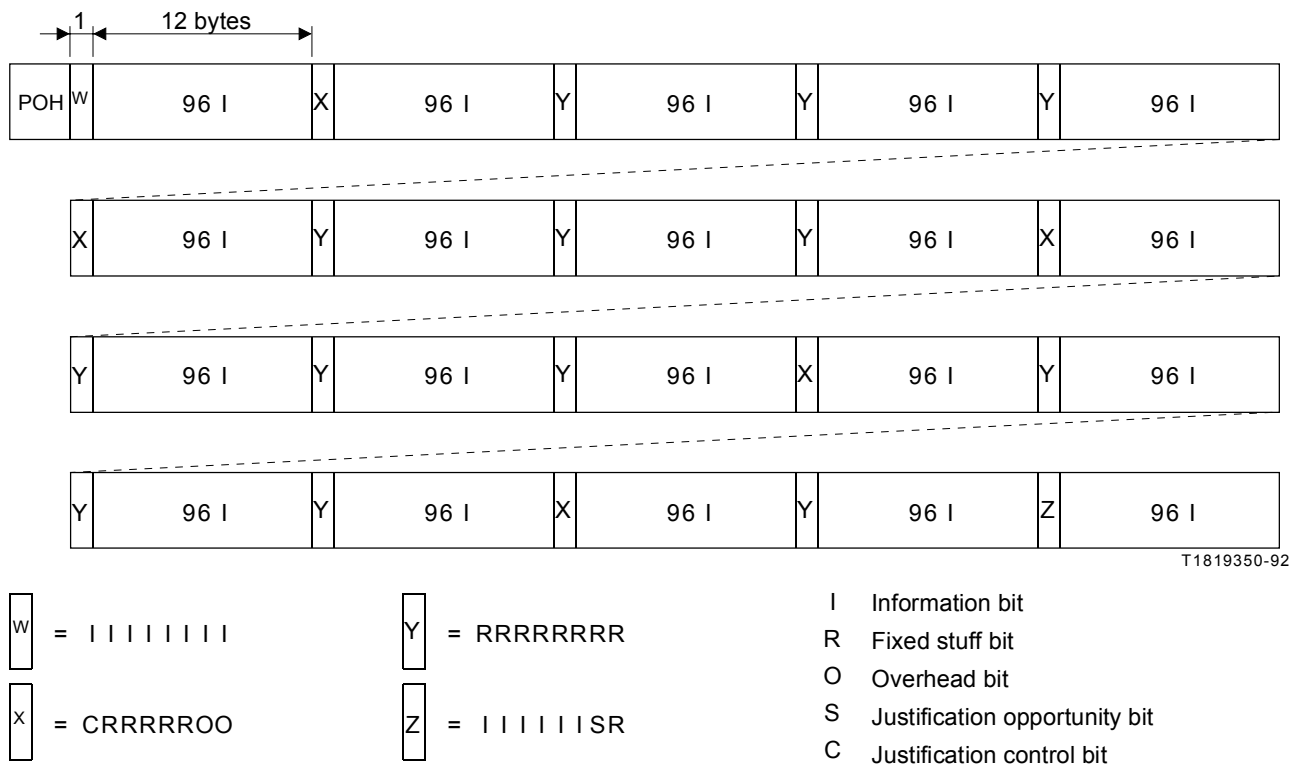 1 12 bytes
POH W 96 I X 96 I Y 96 I Y 96 I Y 96 I
X 96 I Y 96 I Y 96 I Y 96 I X 96 I
Y 96 I Y 96 I Y 96 I X 96 I Y 96 I
Y 96 I Y 96 I X 96 I Y 96 I Z 96 I
T1819350-92
W = I I I I I I I I
Y = RRRRRRRR
X = CRRRRROO
Z = I I I I I I SR
I Information bit
R Fixed stuff bit
O Overhead bit
S Justification opportunity bit
C Justification control bit